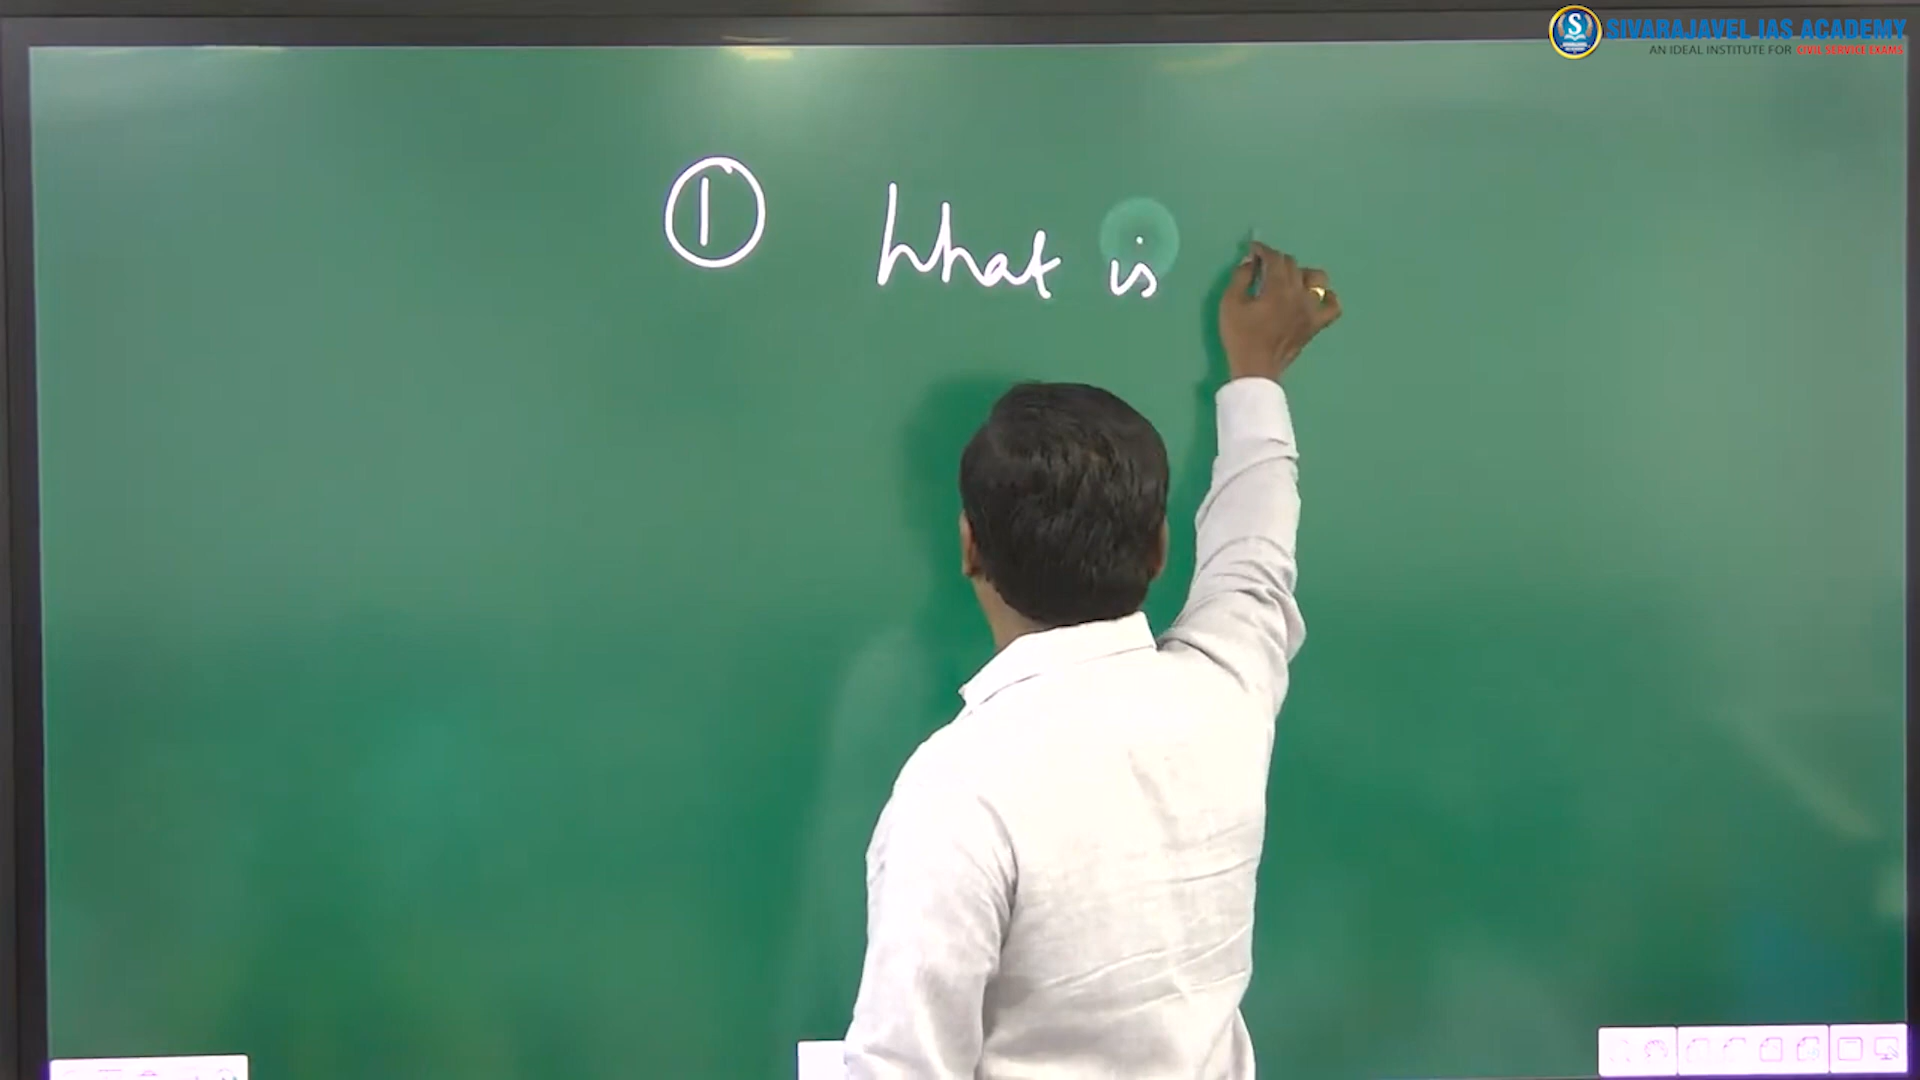 SIVARAJAVEL IAS ACADEMY
AN IDEAL INSTITUTE FOR CIVIL SERVICE EXAMS
① What is